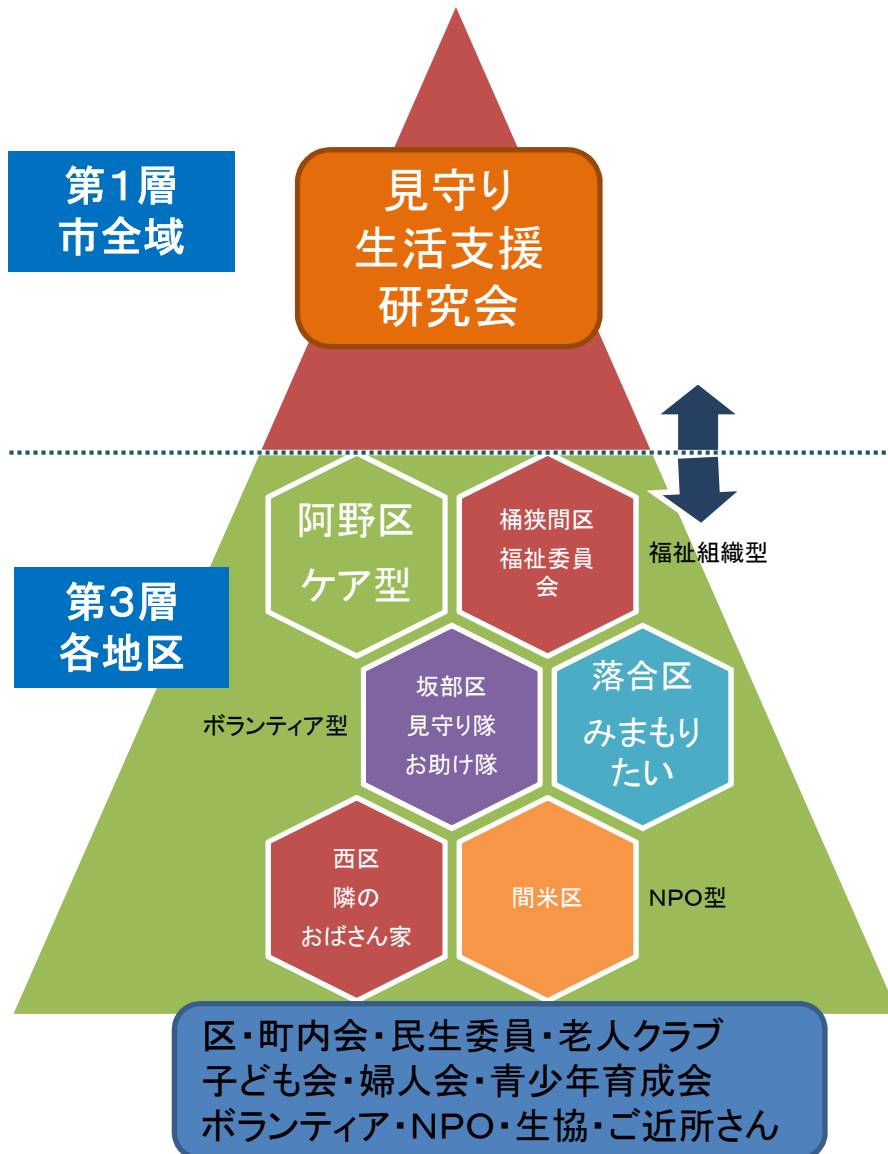 第1層
市全域
見守り
生活支援
研究会
阿野区
ケア型
桶狭間区
福祉委員
会
福祉組織型
第3層
各地区
ボランティア型
坂部区
見守り隊
お助け隊
落合区
みまもり
たい
西区
隣の
おばさん家
間米区
NPO型
区・町内会・民生委員・老人クラブ
子ども会・婦人会・青少年育成会
ボランティア・NPO・生協・ご近所さん